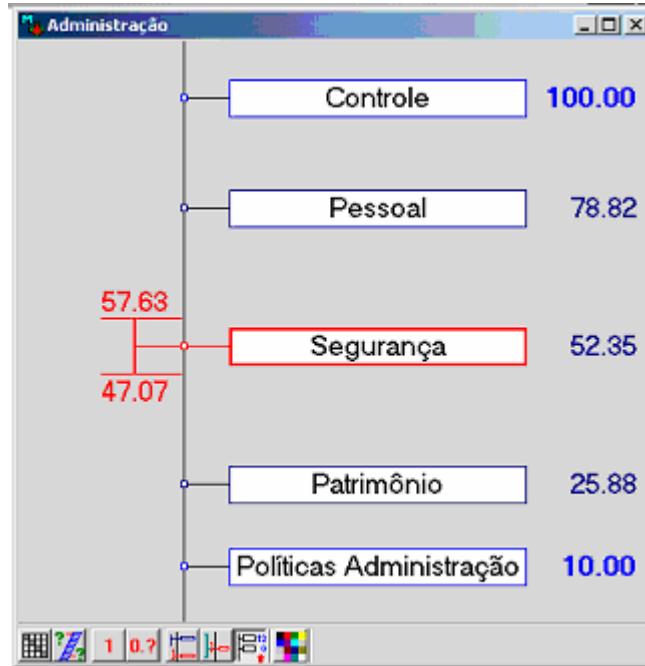 Administração
Controle 100.00
Pessoal 78.82
57.63
Segurança 52.35
47.07
Patrimônio 25.88
Políticas Administração 10.00
1 0.?